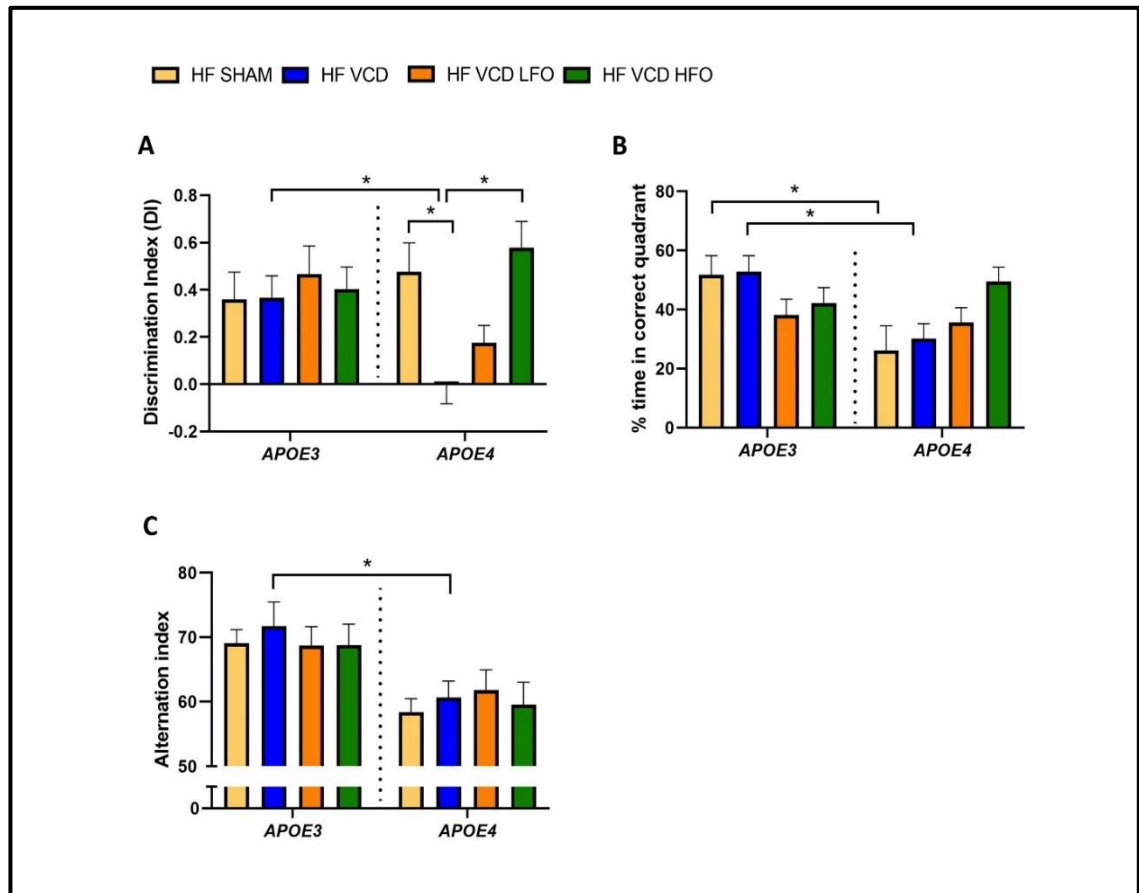 HF SHAM HF VCD HF VCD LFO HF VCD HFO
A
Discrimination Index (DI)
0.8
0.6
0.4
0.2
0.0
-0.2
* * *
APOE3 APOE4
B
% time in correct quadrant
80
60
40
20
0
*
*
APOE3 APOE4
C
Alternation index
80
70
60
50
0
*
APOE3 APOE4